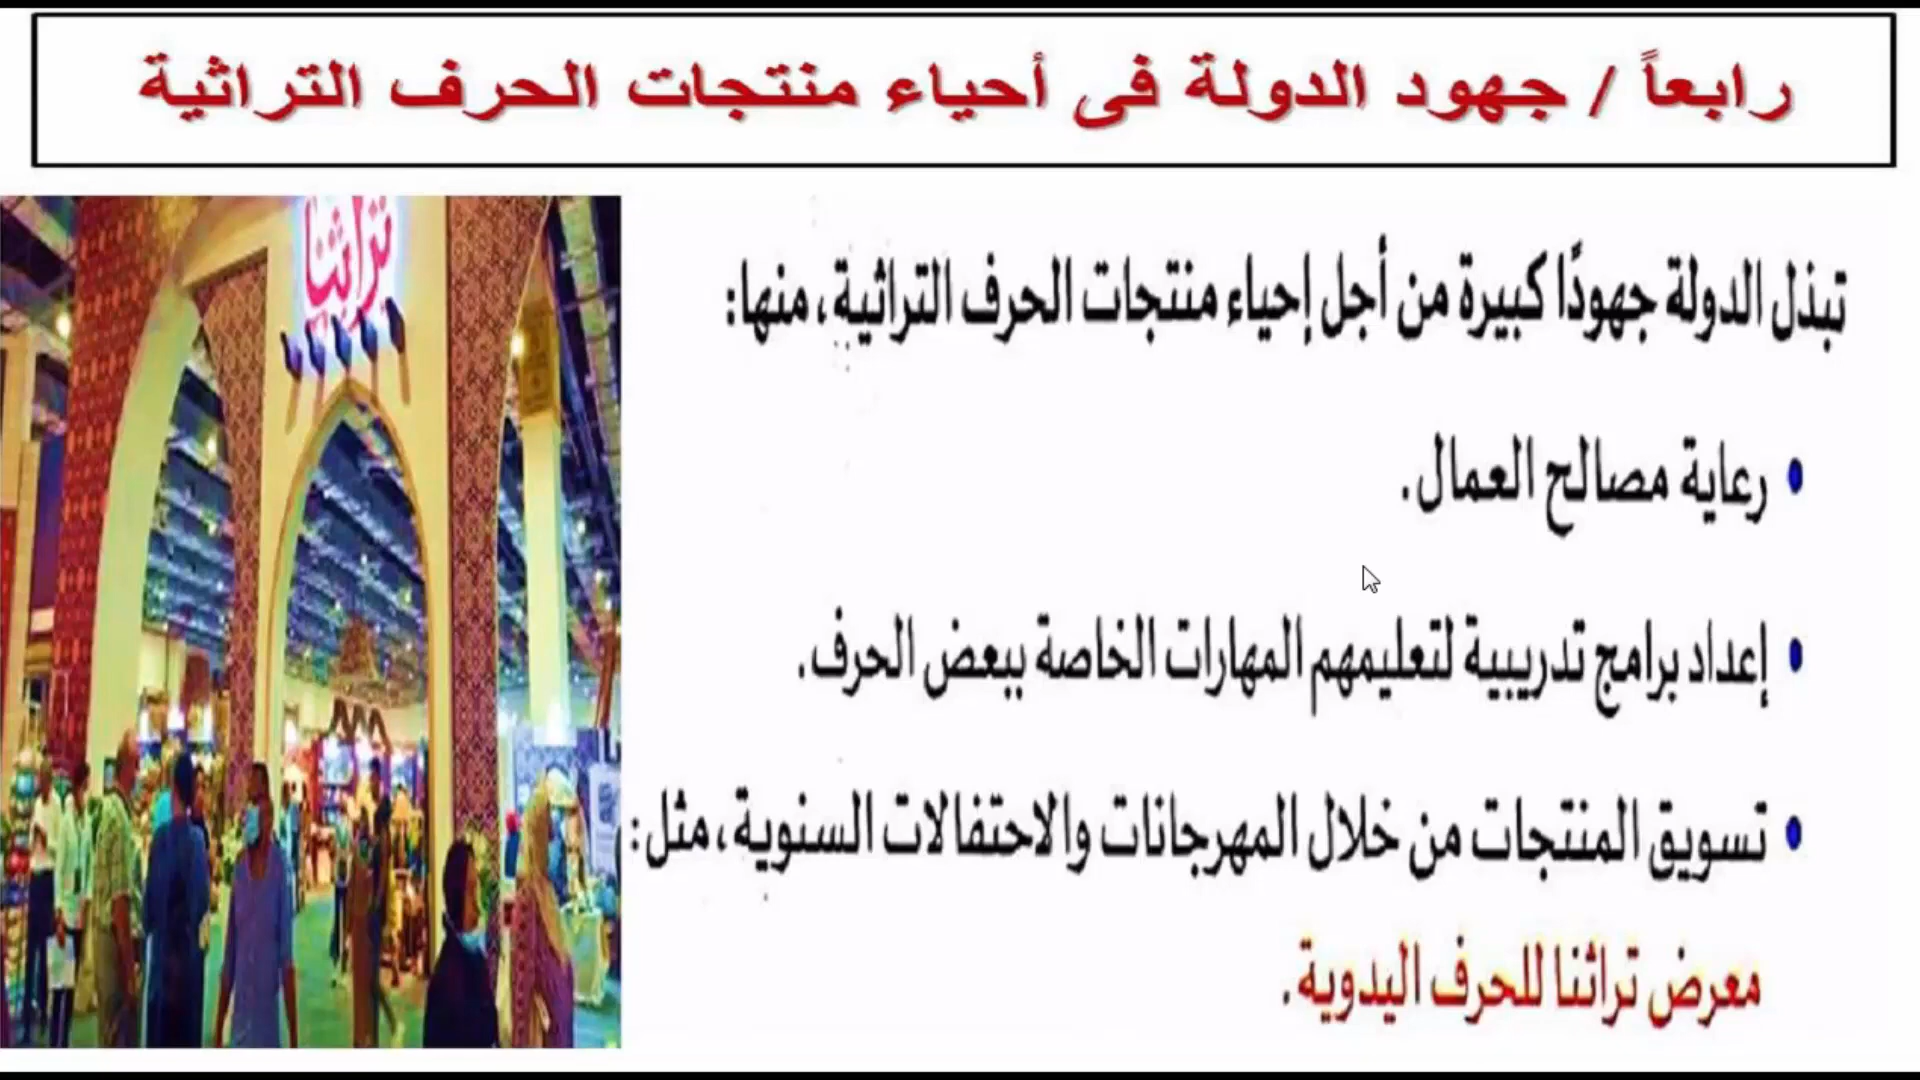 رابعاً / جهود الدولة فى أحياء منتجات الحرف التراثية
تراثنا
تبذل الدولة جهودًا كبيرة من أجل إحياء منتجات الحرف التراثية، منها:
• رعاية مصالح العمال.
• إعداد برامج تدريبية لتعليمهم المهارات الخاصة ببعض الحرف.
• تسويق المنتجات من خلال المهرجانات والاحتفالات السنوية، مثل:
معرض تراثنا للحرف اليدوية.